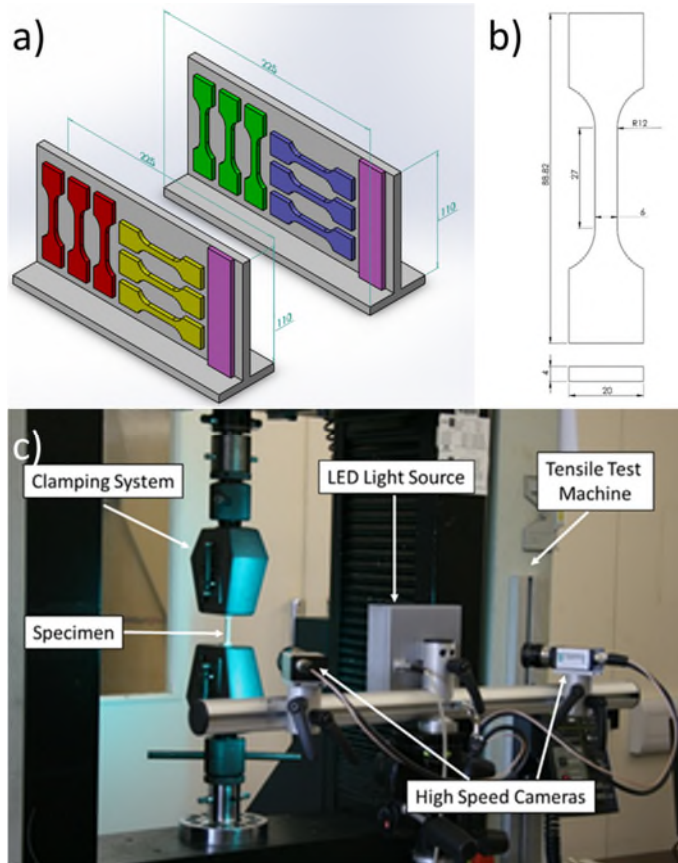 a)
225
225
110
110
b)
R12
88.82
27
6
4
20
c)
Clamping System
LED Light Source
Tensile Test
Machine
Specimen
High Speed Cameras